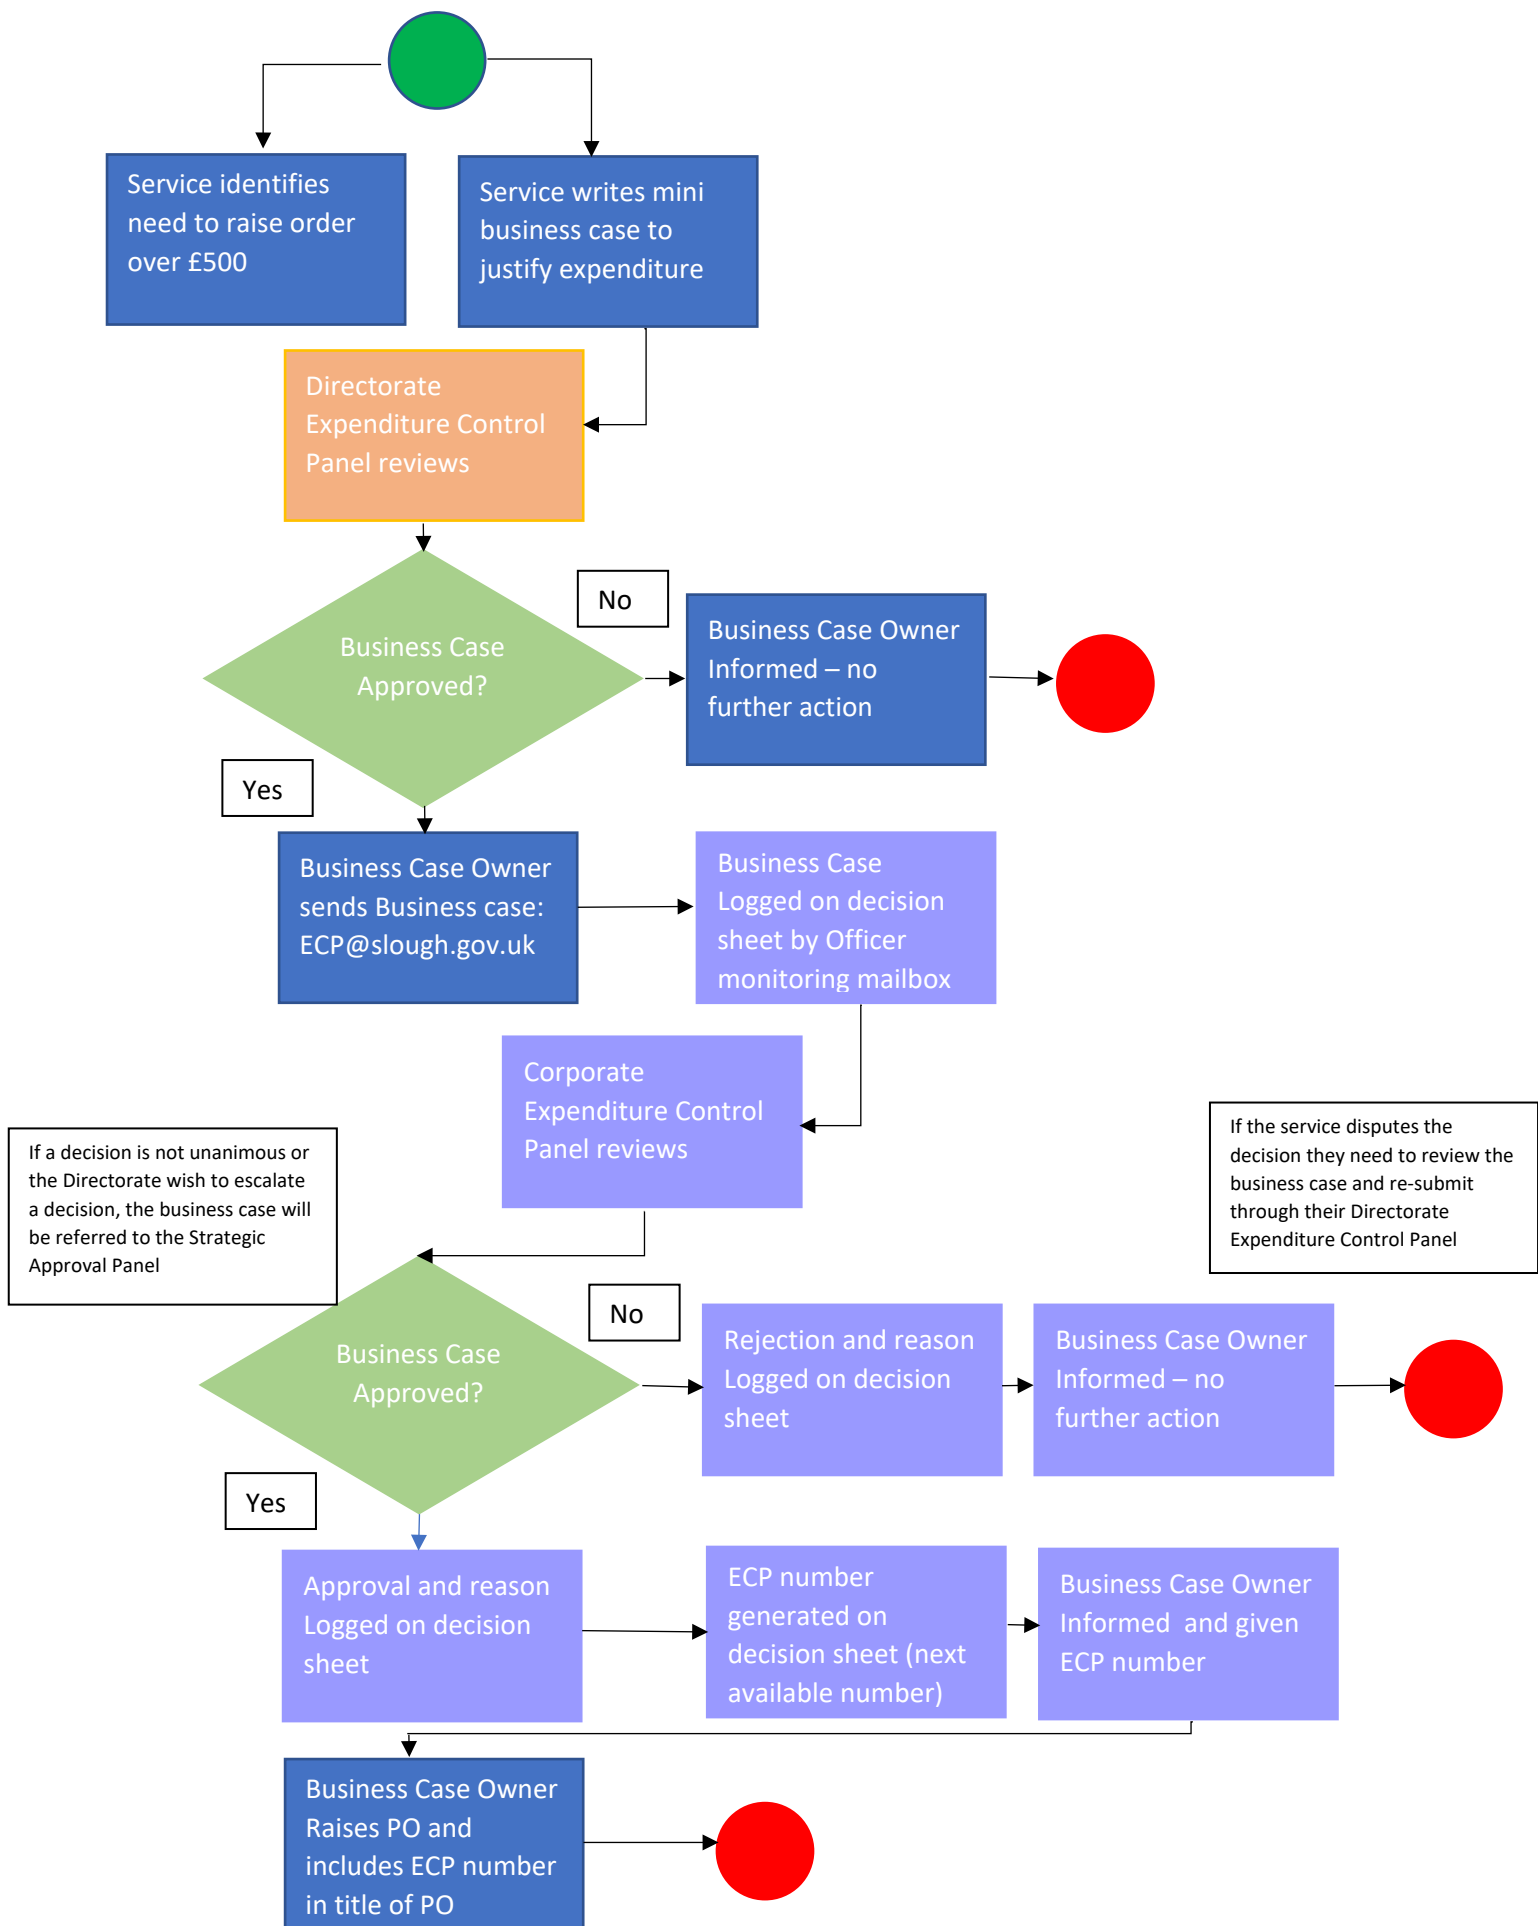 Service identifies
need to raise order
over £500
Service writes mini
business case to
justify expenditure
Directorate
Expenditure Control
Panel reviews
Business Case
Approved?
No
Business Case Owner
Informed – no
further action
Yes
Business Case Owner
sends Business case:
ECP@slough.gov.uk
Business Case
Logged on decision
sheet by Officer
monitoring mailbox
Corporate
Expenditure Control
Panel reviews
If a decision is not unanimous or
the Directorate wish to escalate
a decision, the business case will
be referred to the Strategic
Approval Panel
If the service disputes the
decision they need to review the
business case and re-submit
through their Directorate
Expenditure Control Panel
Business Case
Approved?
No
Rejection and reason
Logged on decision
sheet
Business Case Owner
Informed – no
further action
Yes
Approval and reason
Logged on decision
sheet
ECP number
generated on
decision sheet (next
available number)
Business Case Owner
Informed  and given
ECP number
Business Case Owner
Raises PO and
includes ECP number
in title of PO